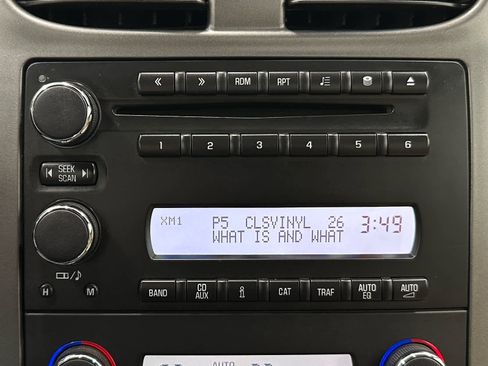 « » RDM RPT
1 2 3 4 5 6
SEEK
SCAN
XM1 P5 CLSVINYL 26 3:49
WHAT IS AND WHAT
BAND CD AUX i CAT TRAF AUTO EQ AUTO
H M
AUTO